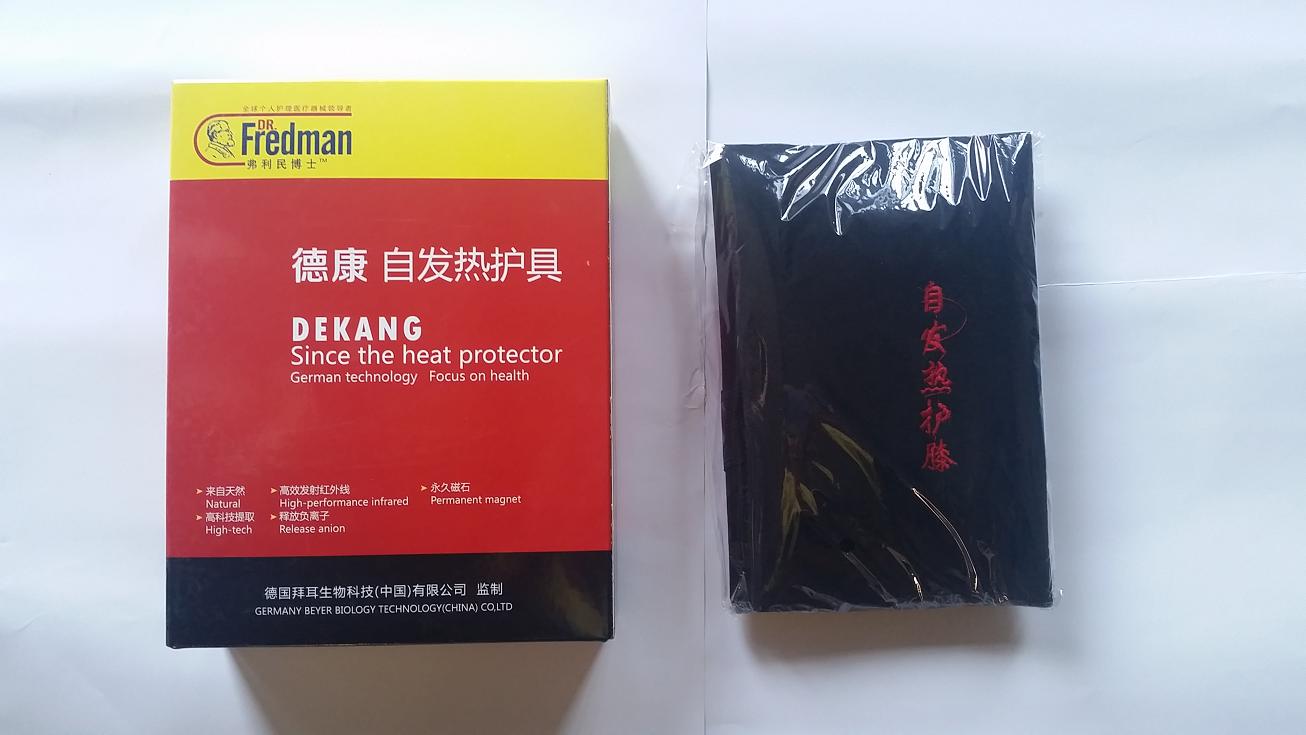 全球个人护理医疗器械领导者
DR.
Fredman
弗利民博士™
德康 自发热护具
DEKANG
Since the heat protector
German technology Focus on health
➤ 来自天然
Natural
➤ 高效发射红外线
High-performance infrared
➤ 永久磁石
Permanent magnet
➤ 高科技提取
High-tech
➤ 释放负离子
Release anion
德国拜耳生物科技(中国)有限公司 监制
GERMANY BEYER BIOLOGY TECHNOLOGY(CHINA) CO,LTD
自发热护膝